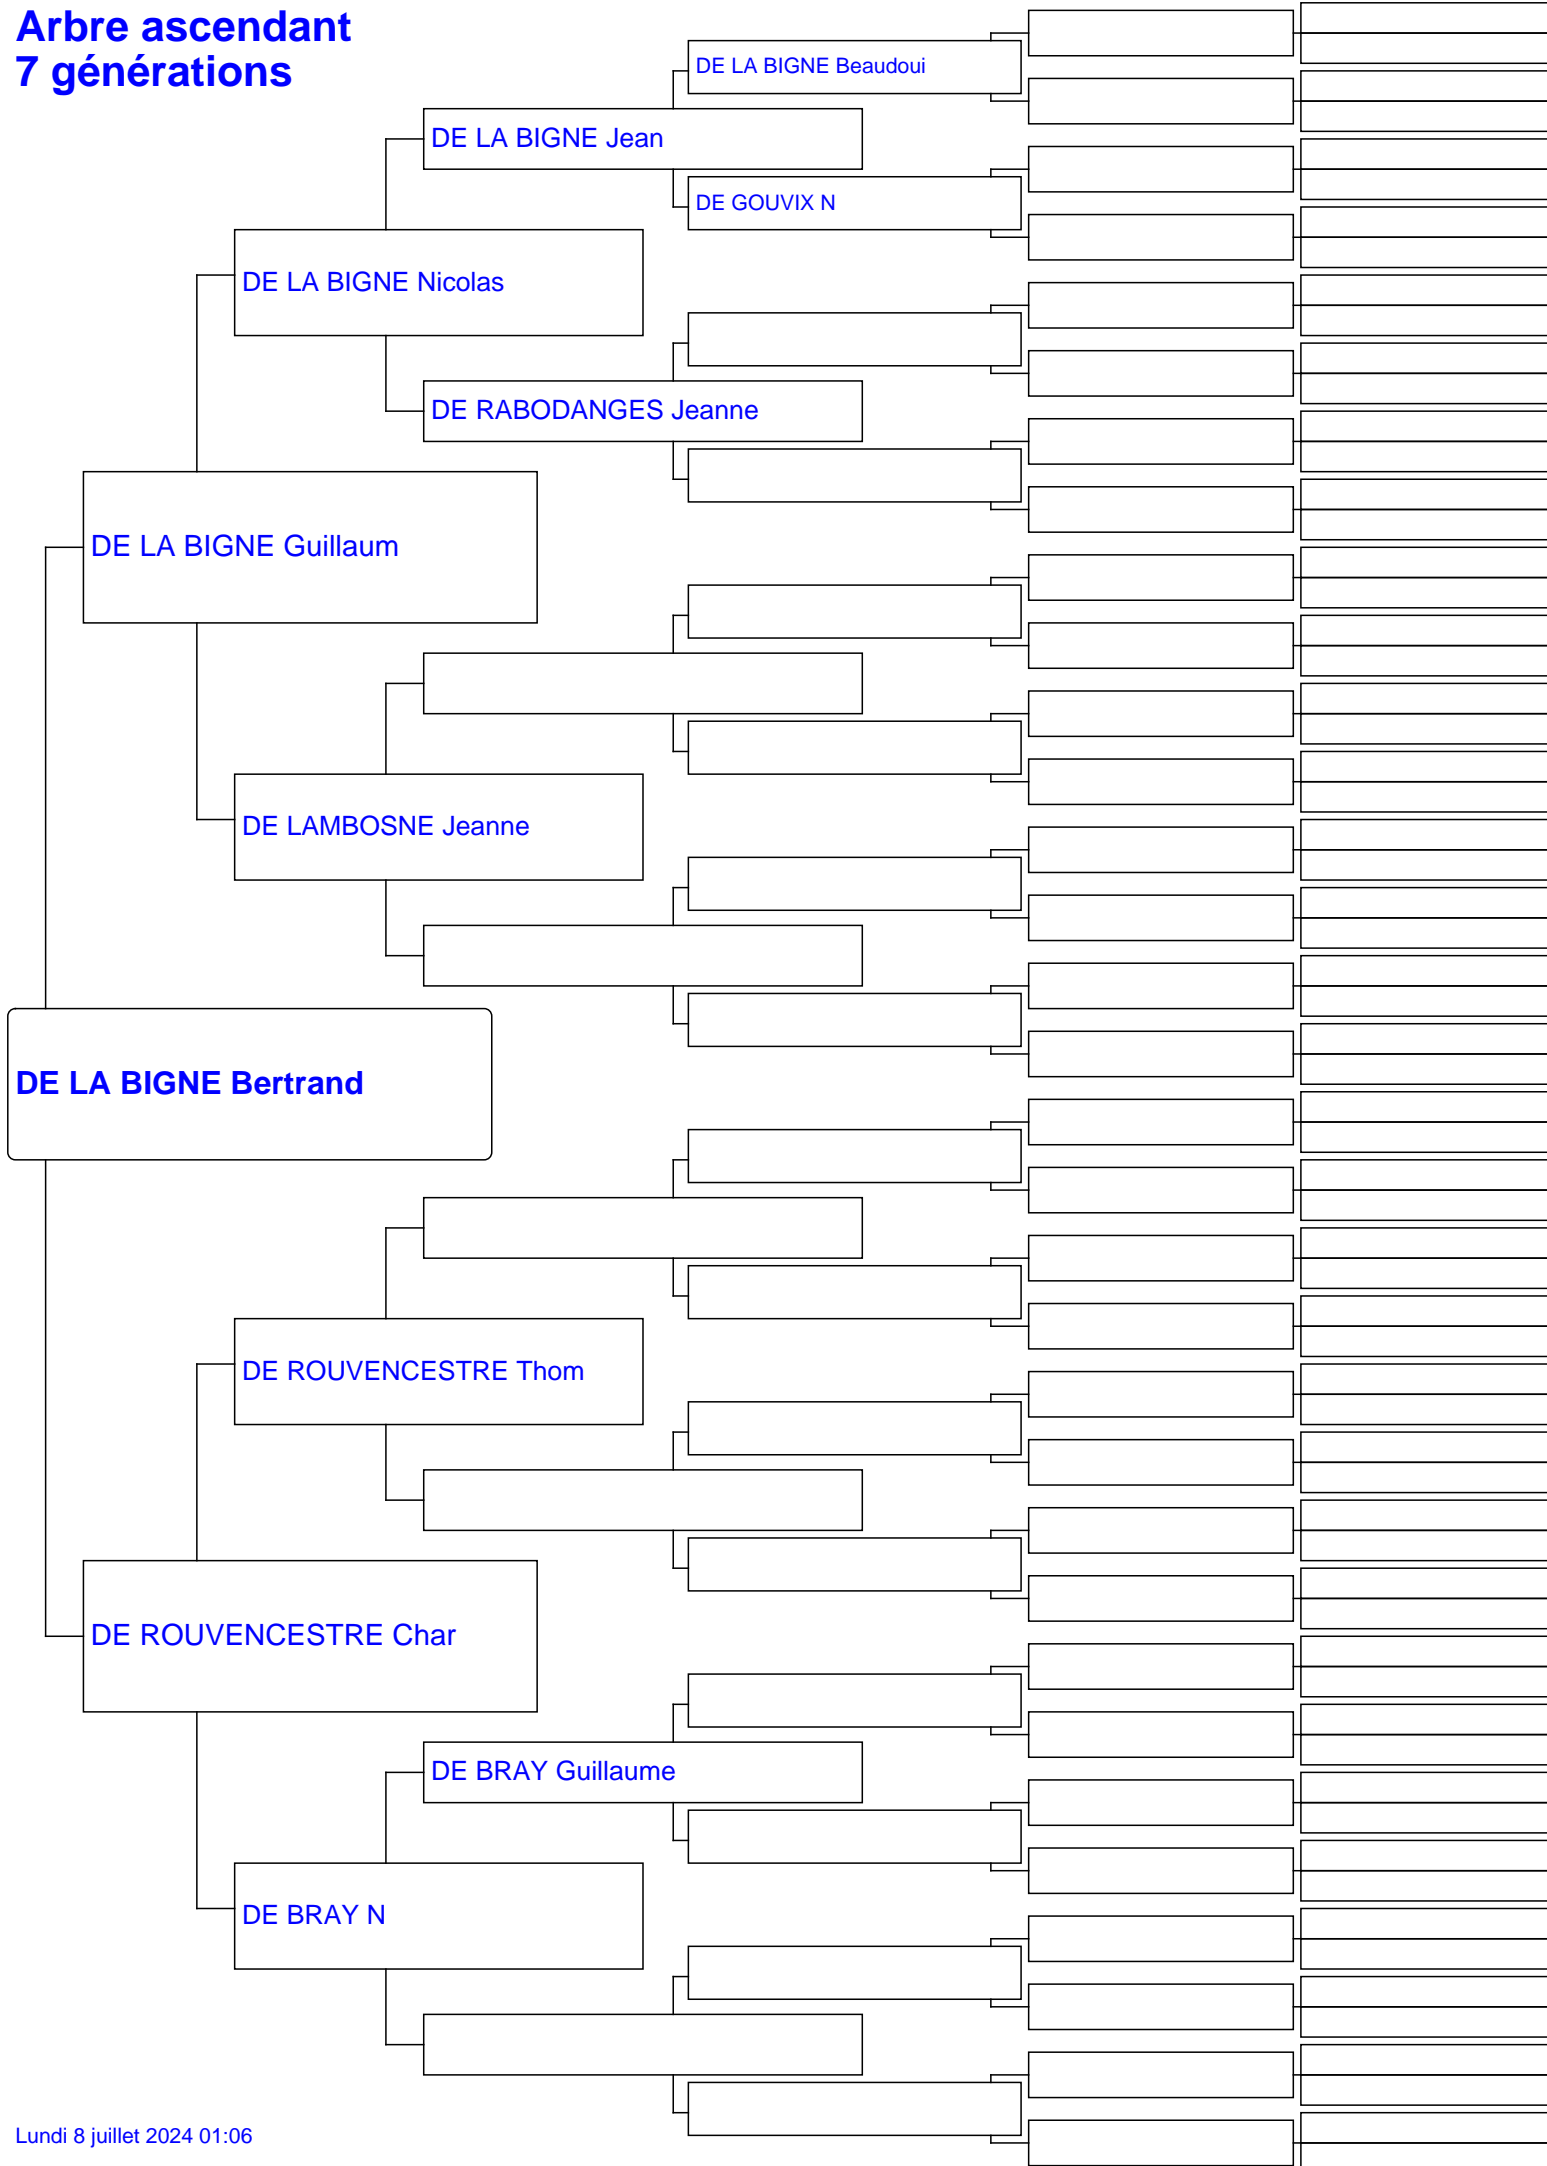 Arbre ascendant
7 générations
DE LA BIGNE Beaudoui
DE LA BIGNE Jean
DE GOUVIX N
DE LA BIGNE Nicolas
DE RABODANGES Jeanne
DE LA BIGNE Guillaum
DE LAMBOSNE Jeanne
DE LA BIGNE Bertrand
DE ROUVENCESTRE Thom
DE ROUVENCESTRE Char
DE BRAY Guillaume
DE BRAY N
Lundi 8 juillet 2024 01:06